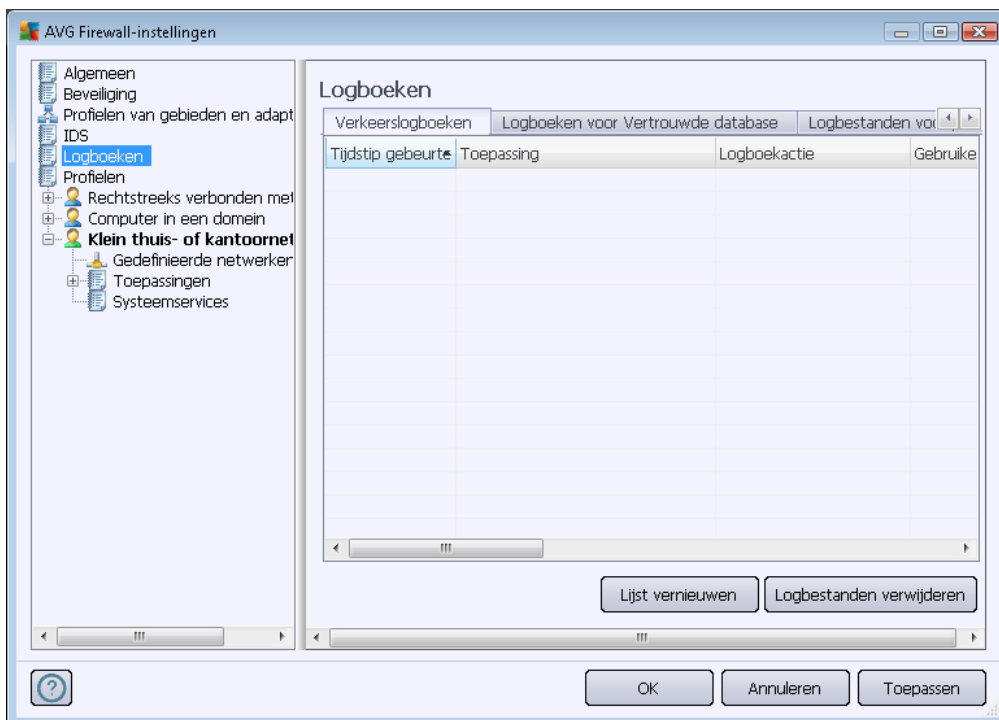 AVG Firewall-instellingen
Algemeen
Beveiliging
Profielen van gebieden en adapt
IDS
Logboeken
Profielen
Rechtstreeks verbonden met
Computer in een domein
Klein thuis- of kantoornet
Gedefinieerde netwerken
Toepassingen
Systeemservices
Logboeken
Verkeerslogboeken
Logboeken voor Vertrouwde database
Logbestanden voor
Tijdstip gebeurte
Toepassing
Logboekactie
Gebruike
Lijst vernieuwen
Logbestanden verwijderen
OK
Annuleren
Toepassen